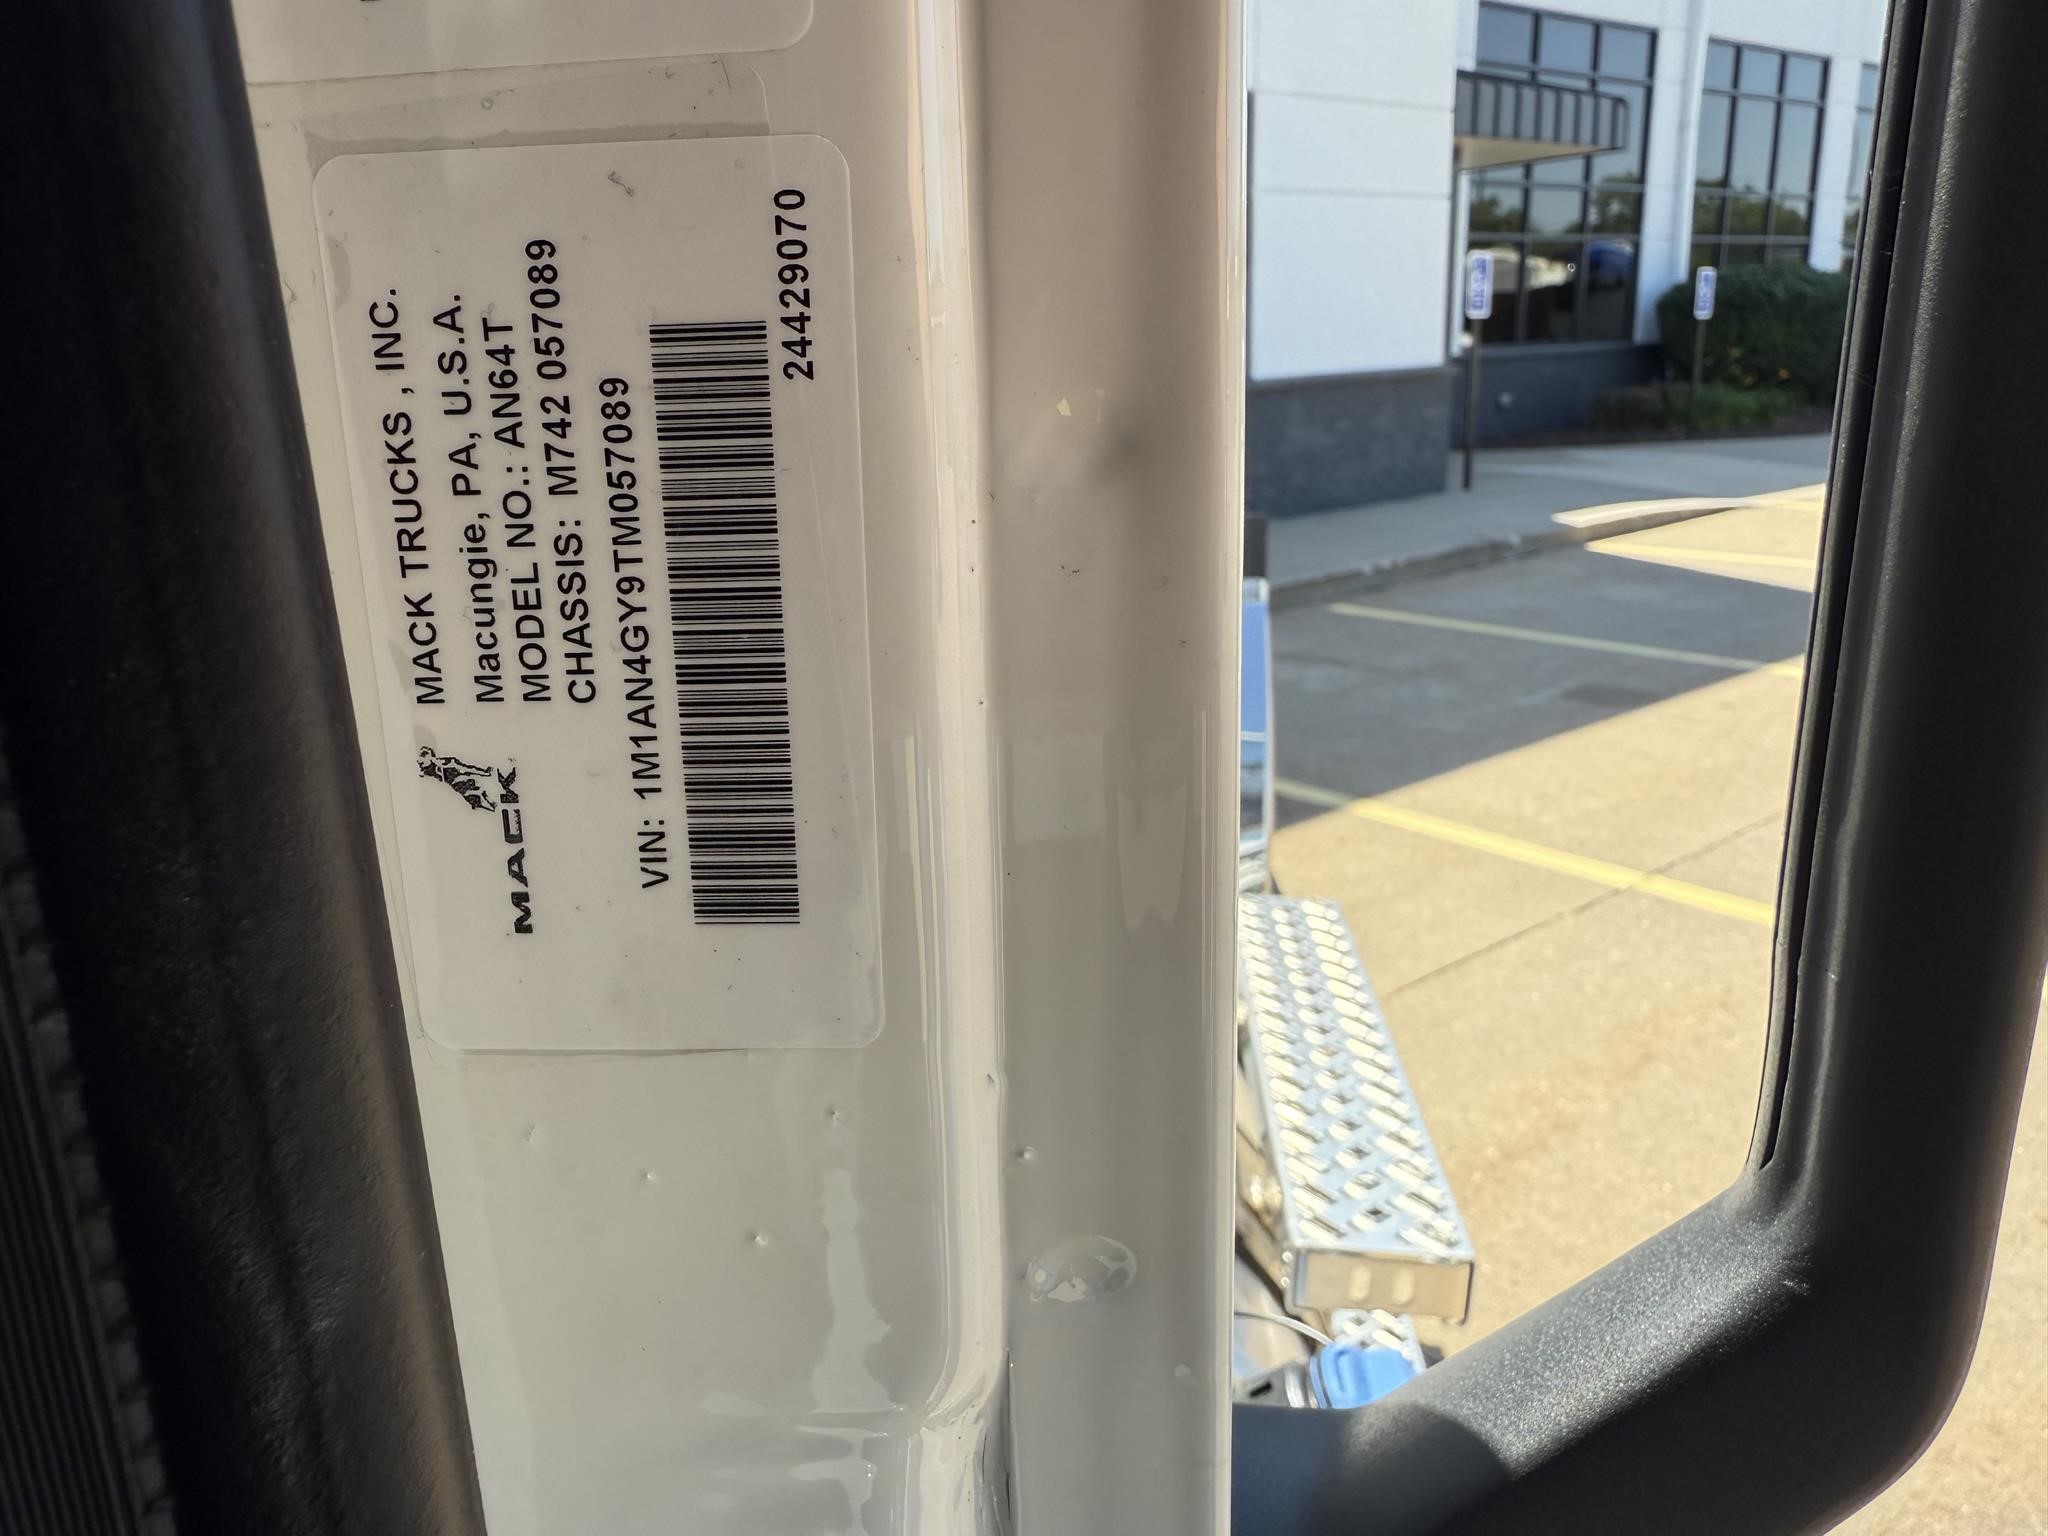 MACK TRUCKS , INC.
Macungie, PA, U.S.A.
MODEL NO.: AN64T
CHASSIS: M742 057089
MACK
VIN: 1M1AN4GY9TM057089
24429070